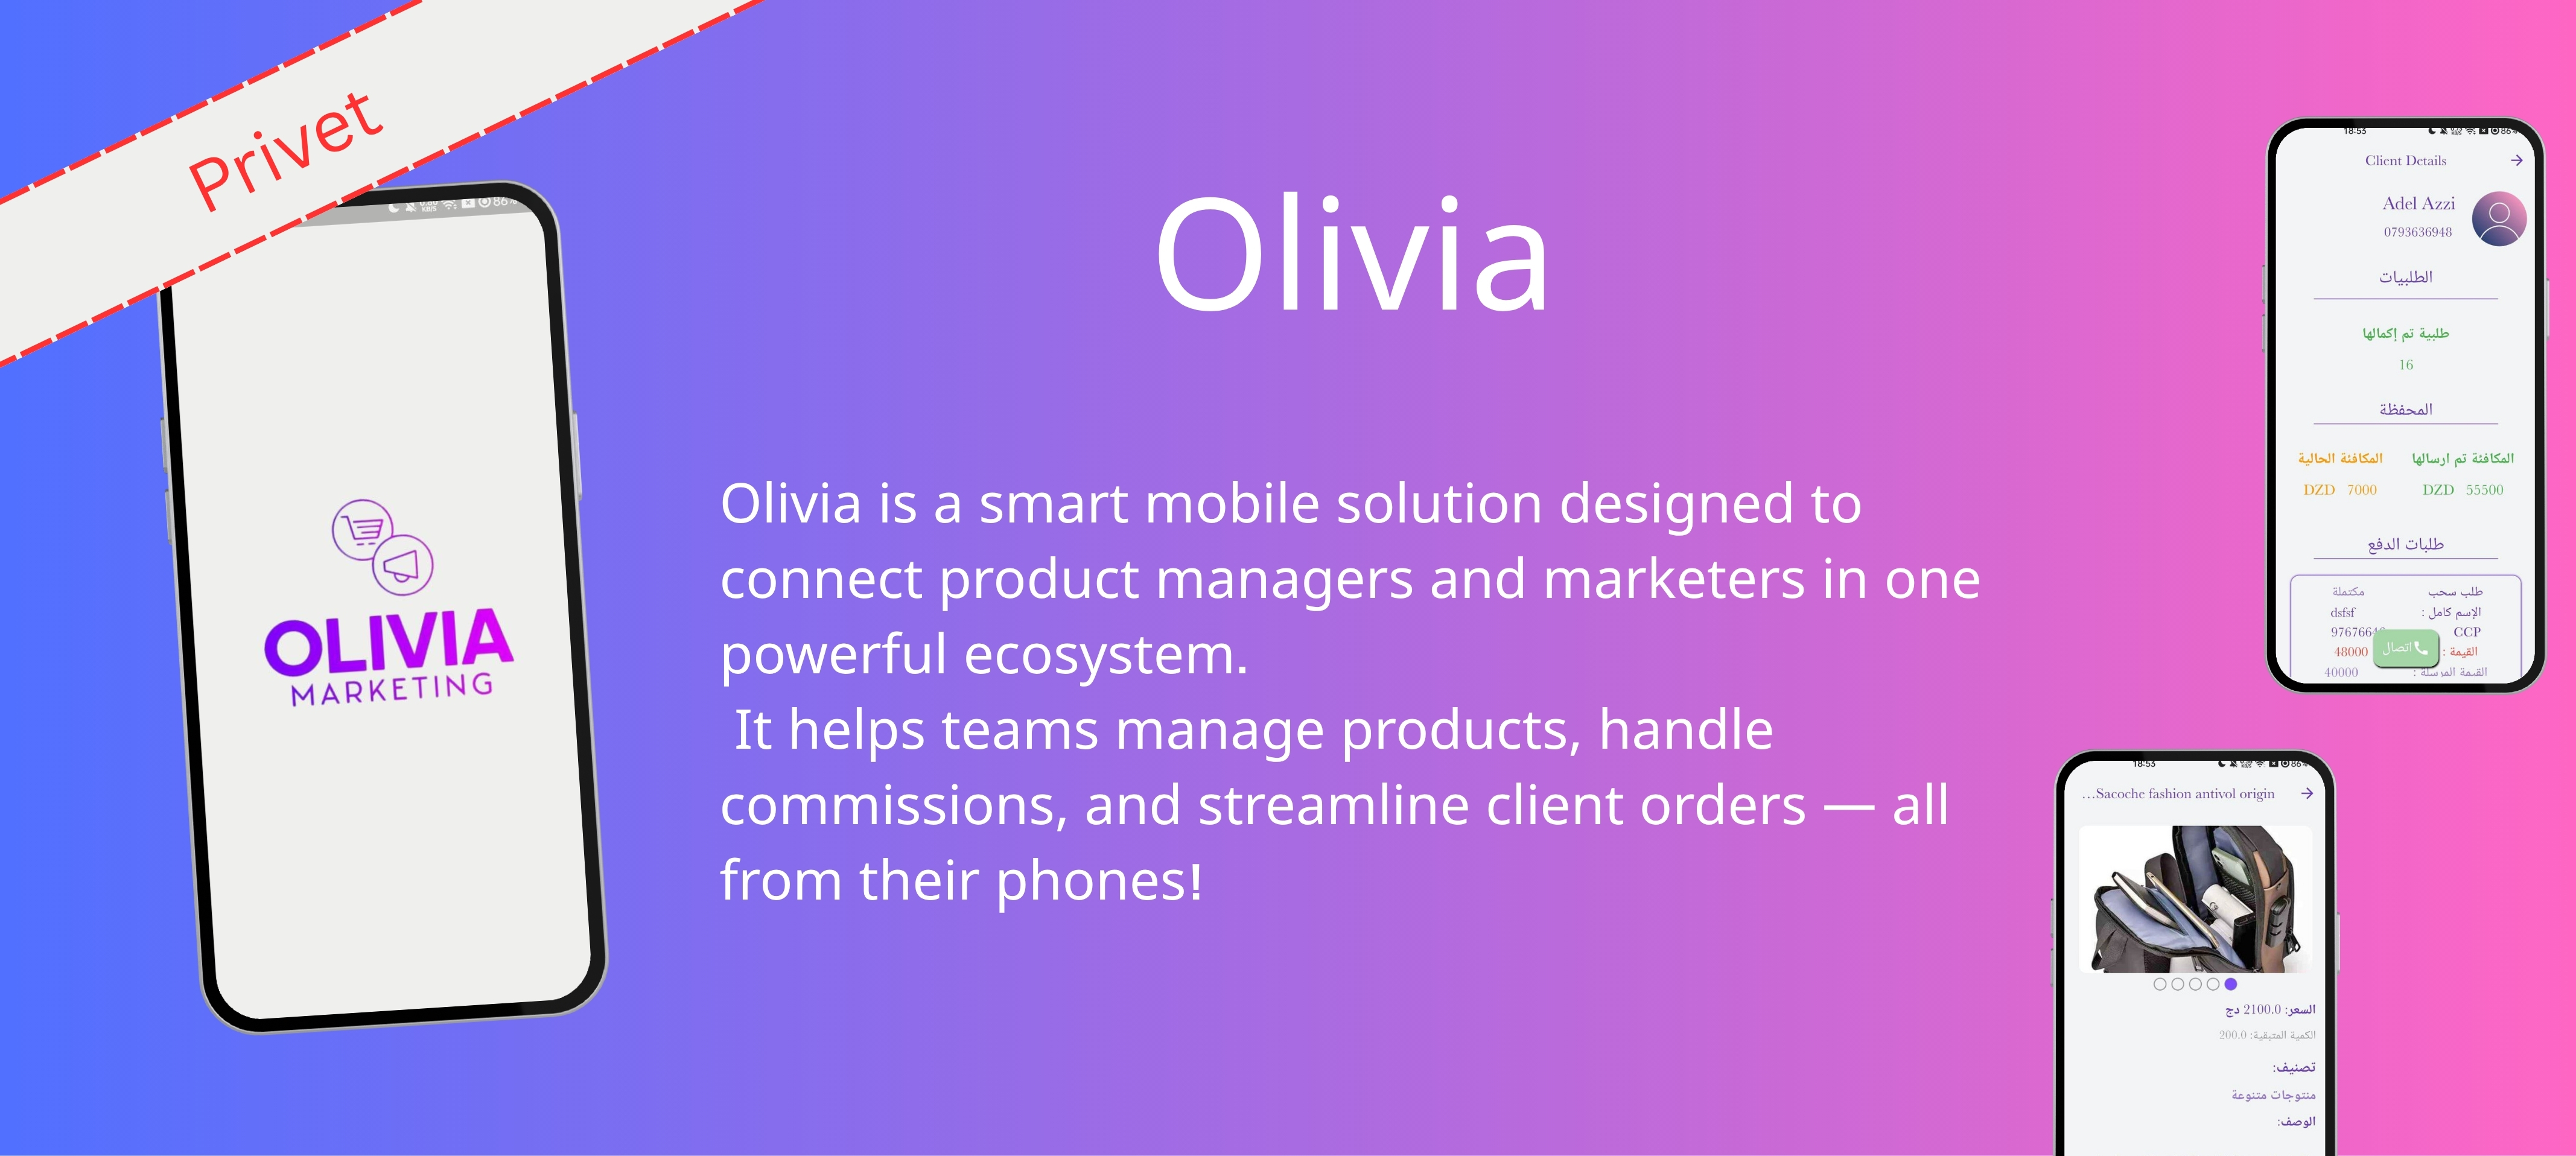 Privet
86
OLIVIA
MARKETING
Olivia
Olivia is a smart mobile solution designed to
connect product managers and marketers in one
powerful ecosystem.
It helps teams manage products, handle
commissions, and streamline client orders — all
from their phones!
18:53 86%
Client Details
Adel Azzi
0793636948
الطلبيات
طلبية تم إكمالها
16
المحفظة
المكافئة تم ارسالها المكافئة الحالية
DZD 7000 DZD 55500
طلبات الدفع
طلب سحب مكتملة
الإسم كامل : dsfsf
CCP
القيمة : 48000
اتصال
القيمة المرسلة : 40000
18:53 86%
...Sacoche fashion antivol origin
السعر: 2100.0 دج
الكمية المتبقية: 200.0
تصنيف:
منتوجات متنوعة
الوصف: